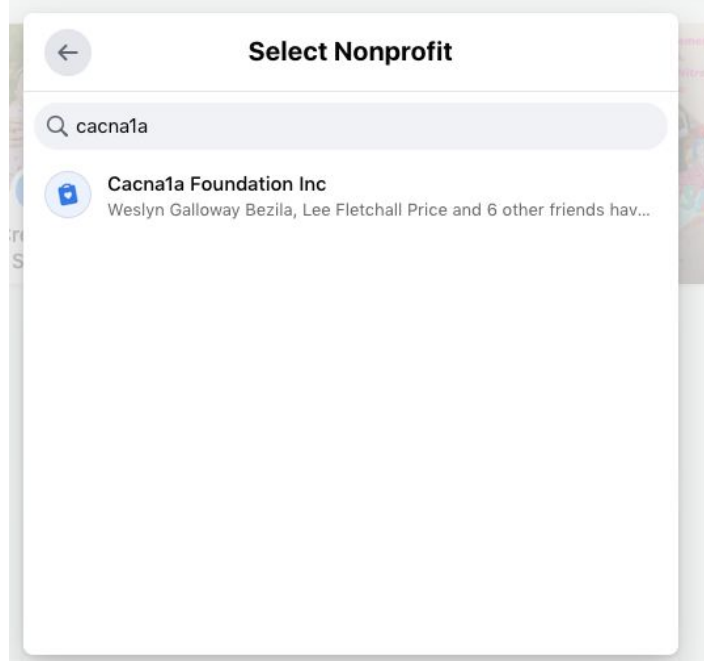 Select Nonprofit
cacna1a
Cacna1a Foundation Inc
Weslyn Galloway Bezila, Lee Fletchall Price and 6 other friends hav...